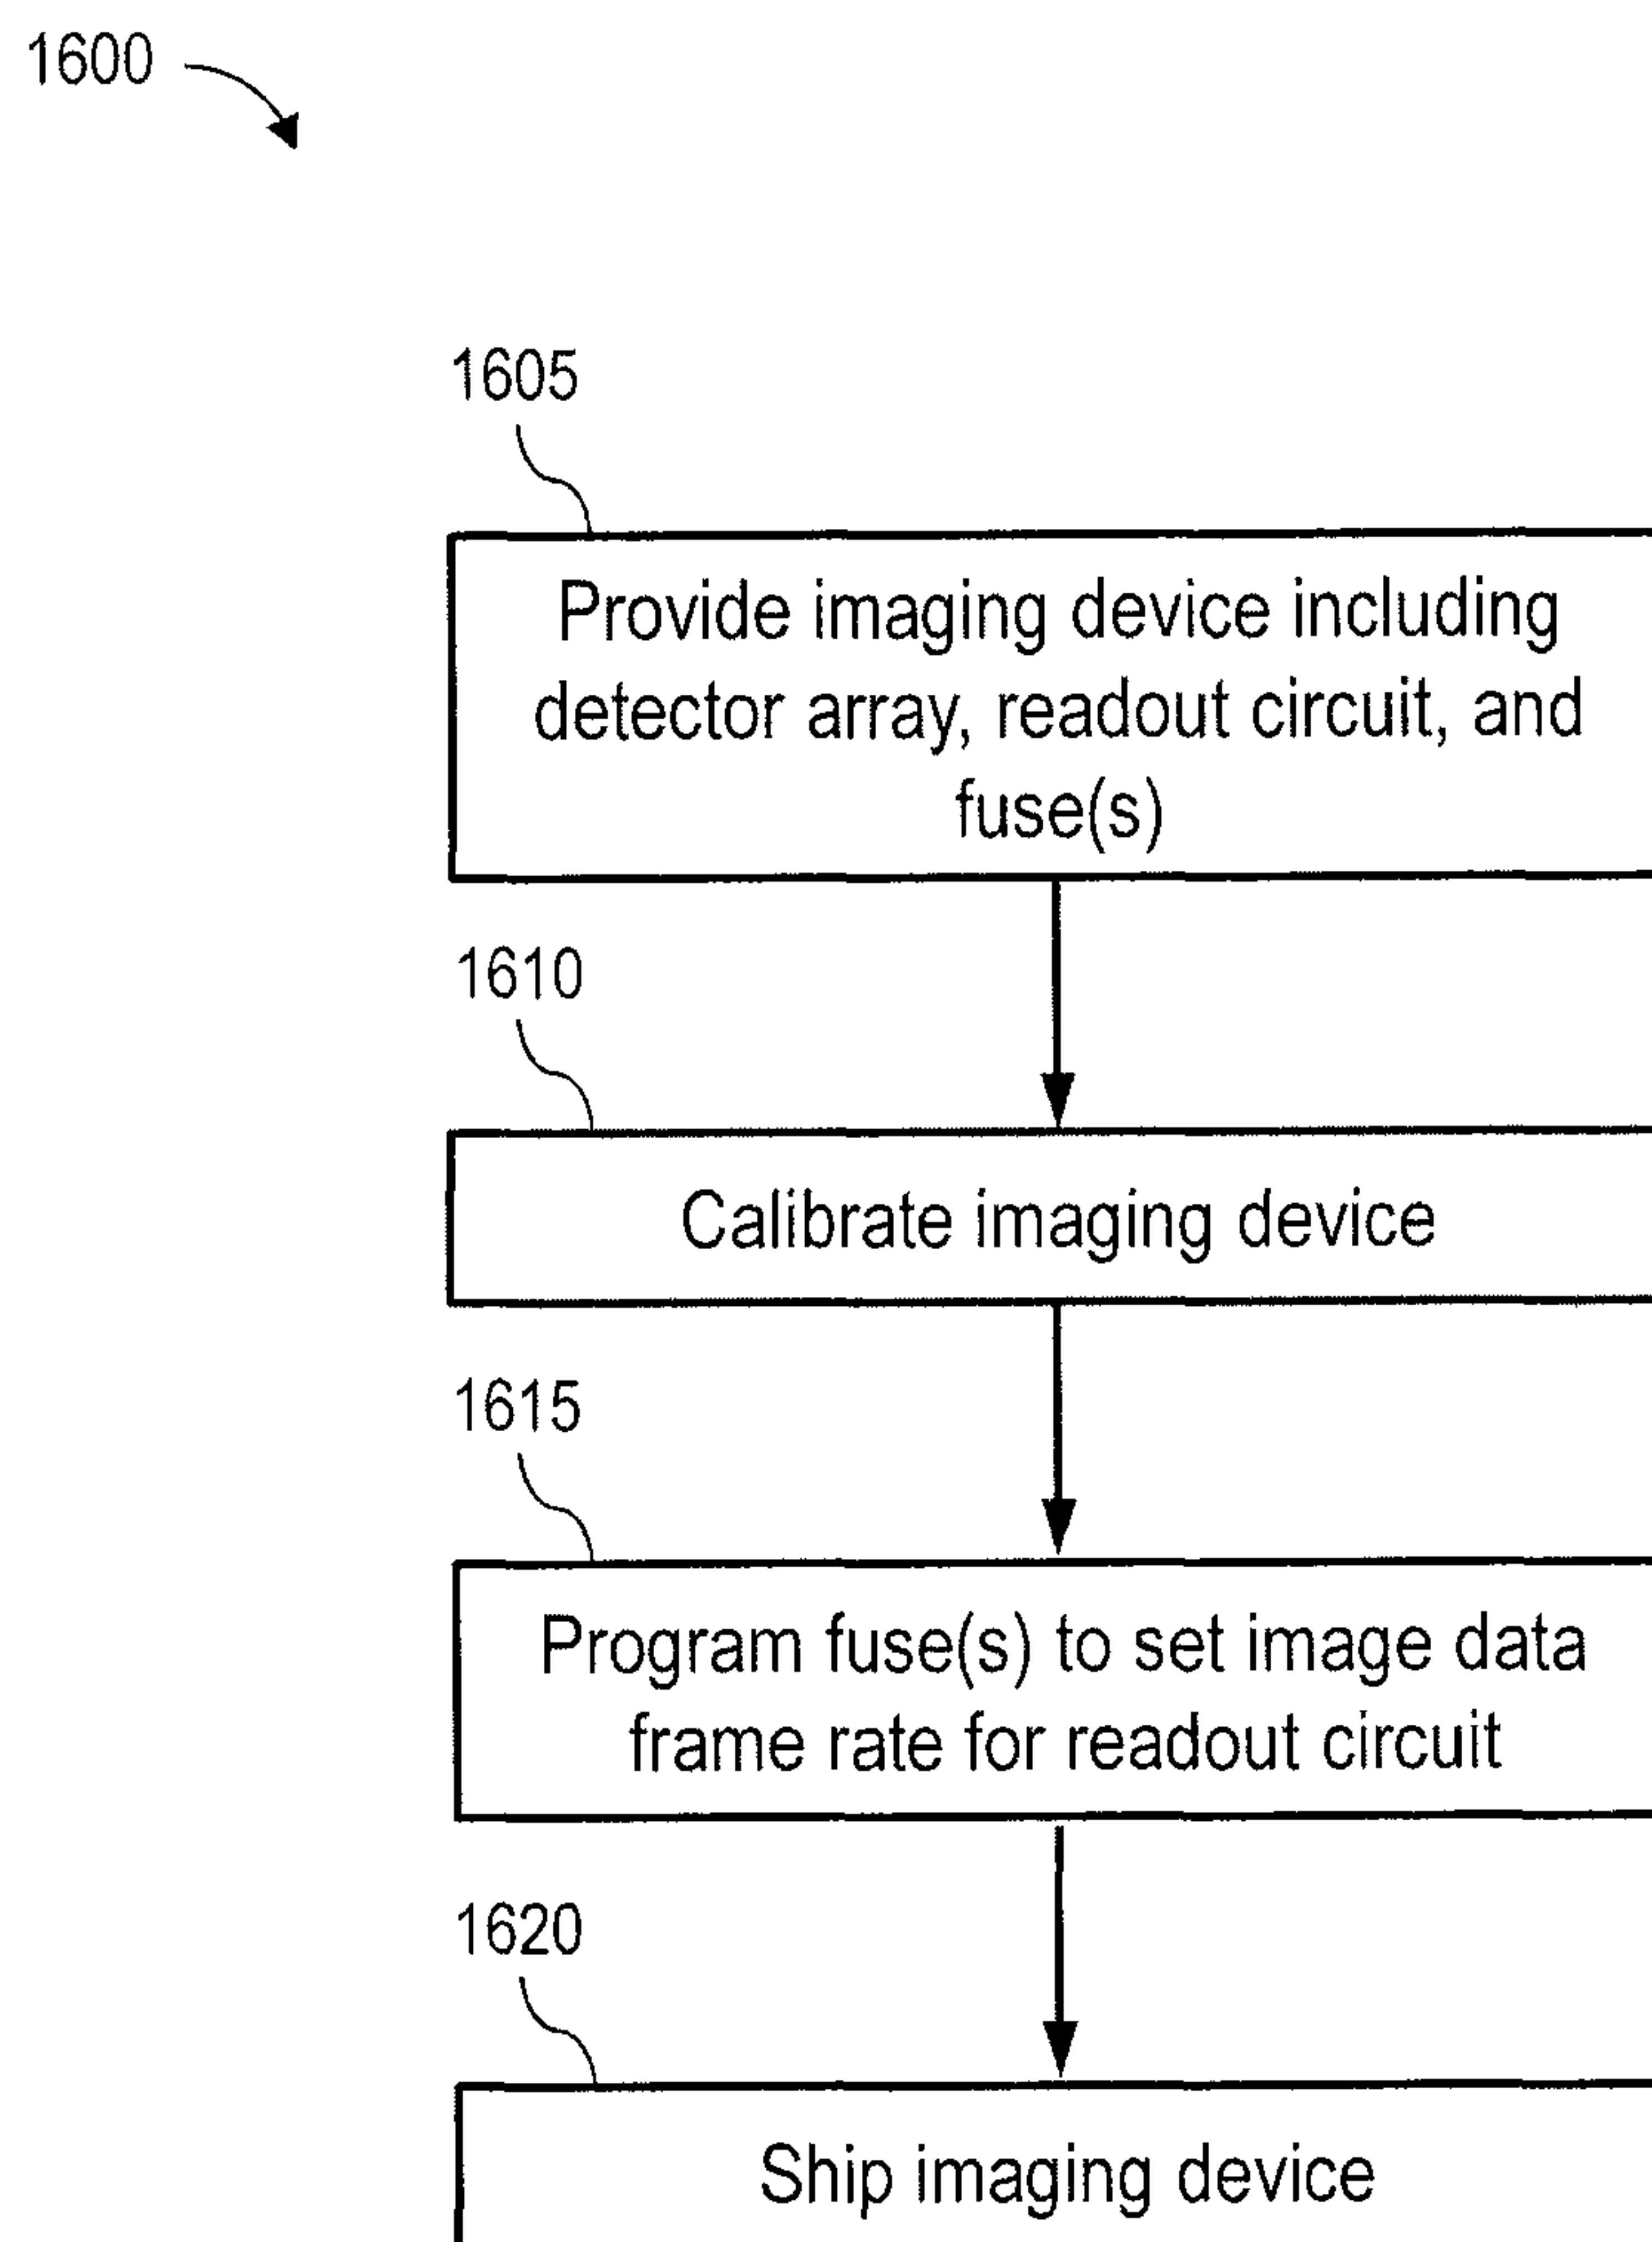 1600
1605
Provide imaging device including
detector array, readout circuit, and
fuse(s)
1610
Calibrate imaging device
1615
Program fuse(s) to set image data
frame rate for readout circuit
1620
Ship imaging device